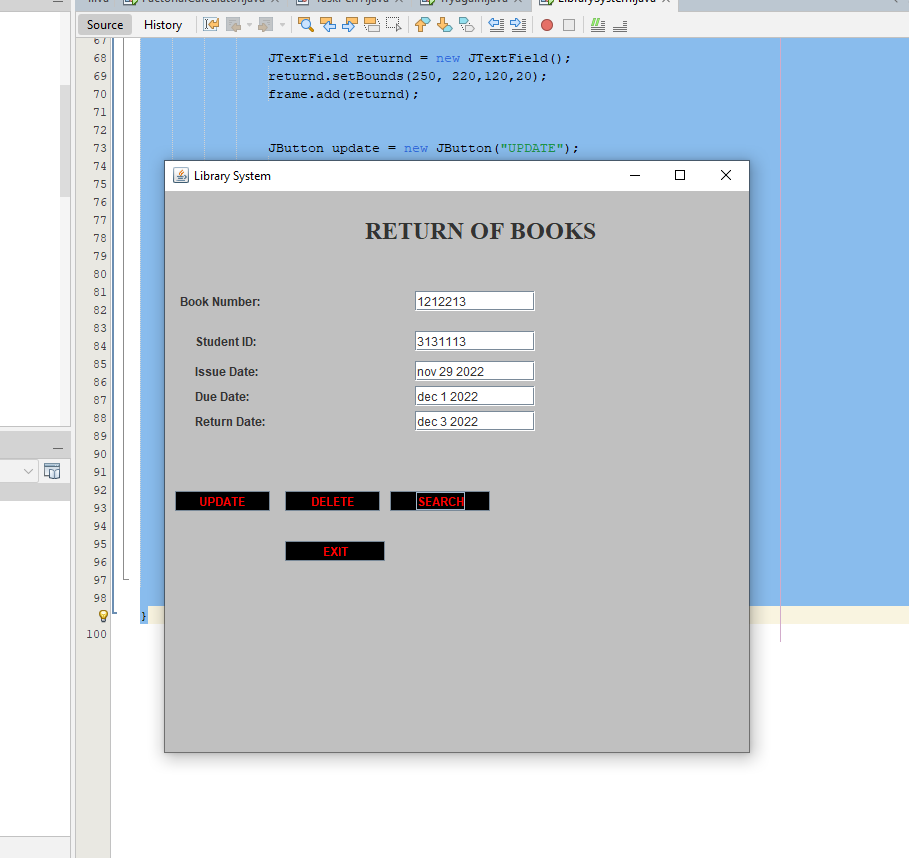 Source History
67
68 JTextField returnd = new JTextField();
69 returnd.setBounds(250, 220,120,20);
70 frame.add(returnd);
71
72
73 JButton update = new JButton("UPDATE");
74
Library System
75
76
77 RETURN OF BOOKS
78
79
80
81
Book Number: 1212213
82
83
84 Student ID: 3131113
85
Issue Date: nov 29 2022
86
87 Due Date: dec 1 2022
88 Return Date: dec 3 2022
89
90
91
92
UPDATE DELETE SEARCH
93
94
95
EXIT
96
97
98
}
100